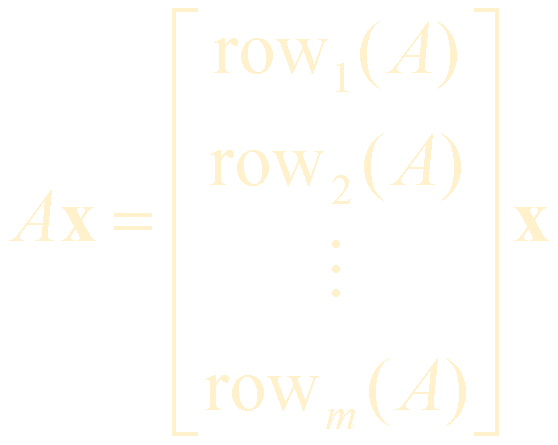 row₁(A)
row₂(A)
Ax = [⋮] x
rowₘ(A)